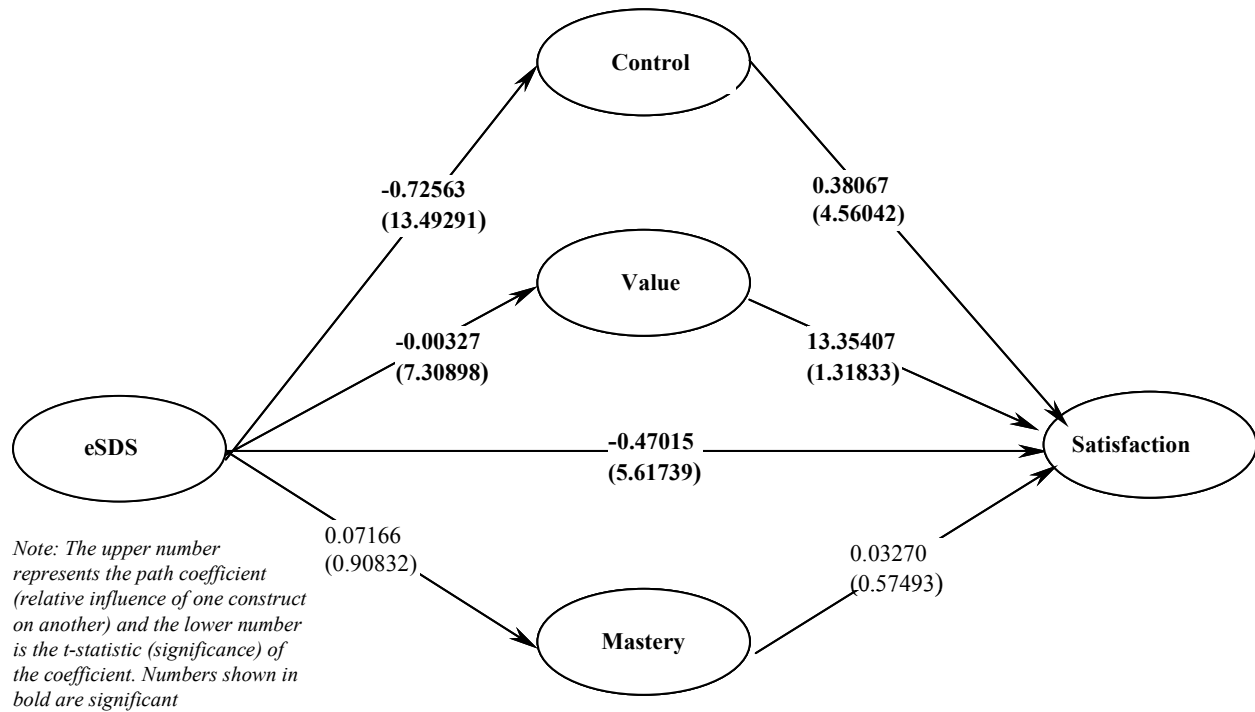 Control
-0.72563
(13.49291)
0.38067
(4.56042)
Value
-0.00327
(7.30898)
13.35407
(1.31833)
eSDS
-0.47015
(5.61739)
Satisfaction
0.07166
(0.90832)
0.03270
(0.57493)
Mastery
Note: The upper number
represents the path coefficient
(relative influence of one construct
on another) and the lower number
is the t-statistic (significance) of
the coefficient. Numbers shown in
bold are significant